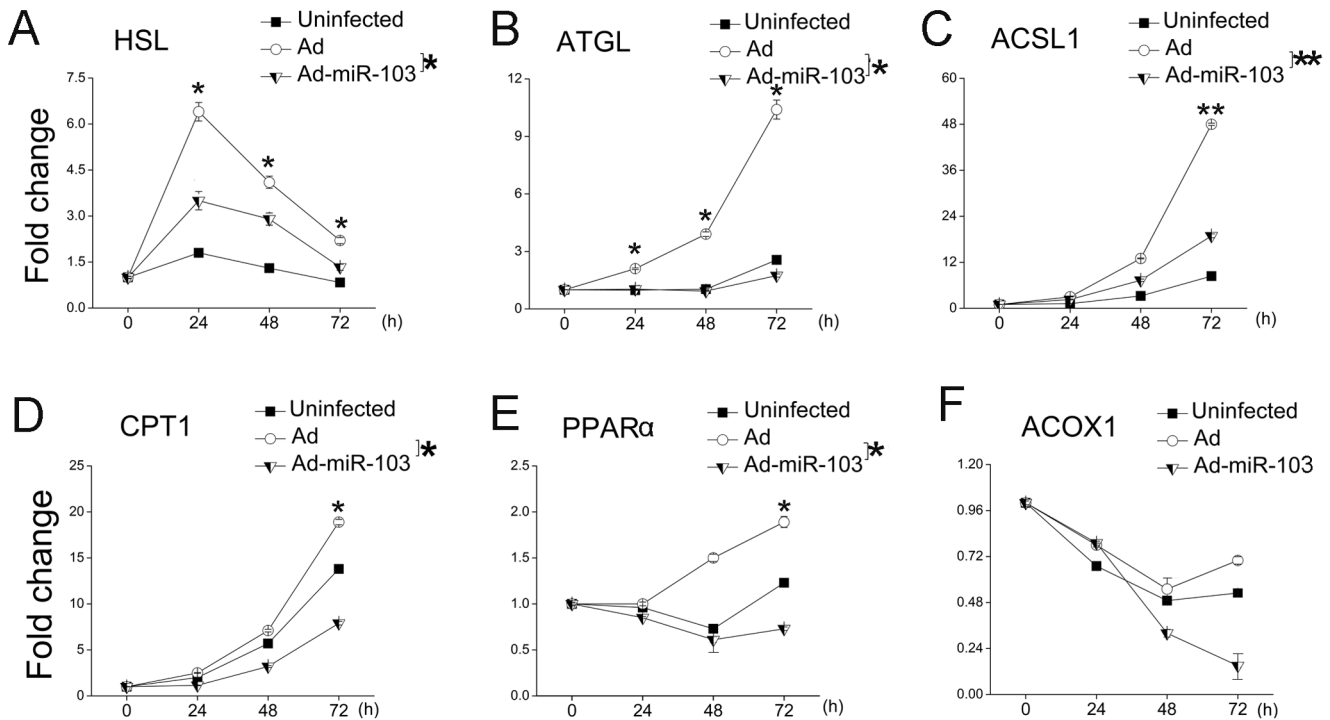 A
HSL
Uninfected
Ad
Ad-miR-103
*
Fold change
7.5
6.0
4.5
3.0
1.5
0.0
*
*
*
0 24 48 72 (h)
B
ATGL
Uninfected
Ad
Ad-miR-103
*
12
9
6
3
0
*
*
*
0 24 48 72 (h)
C
ACSL1
Uninfected
Ad
Ad-miR-103
**
60
48
36
24
12
0
**
0 24 48 72 (h)
D
CPT1
Uninfected
Ad
Ad-miR-103
*
Fold change
25
20
15
10
5
0
*
0 24 48 72 (h)
E
PPARα
Uninfected
Ad
Ad-miR-103
*
2.5
2.0
1.5
1.0
0.5
0.0
*
0 24 48 72 (h)
F
ACOX1
Uninfected
Ad
Ad-miR-103
1.20
0.96
0.72
0.48
0.24
0.00
0 24 48 72 (h)